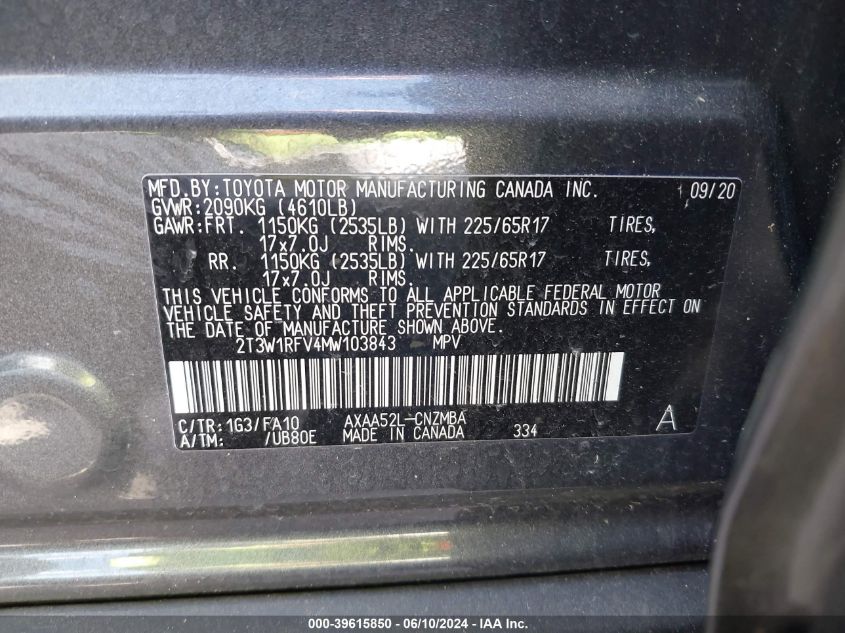 MFD.BY:TOYOTA MOTOR MANUFACTURING CANADA INC. 09/20
GVWR:2090KG (4610LB)
GAWR:FRT. 1150KG (2535LB) WITH 225/65R17 TIRES,
17x7.0J RIMS.
RR. 1150KG (2535LB) WITH 225/65R17 TIRES,
17x7.0J RIMS.
THIS VEHICLE CONFORMS TO ALL APPLICABLE FEDERAL MOTOR
VEHICLE SAFETY AND THEFT PREVENTION STANDARDS IN EFFECT ON
THE DATE OF MANUFACTURE SHOWN ABOVE.
2T3W1RFV4MW103843 MPV
C/TR: 1G3/FA10 AXAA52L-CNZMBA A
A/TM: /UB80E MADE IN CANADA 334
000-39615850 - 06/10/2024 - IAA Inc.